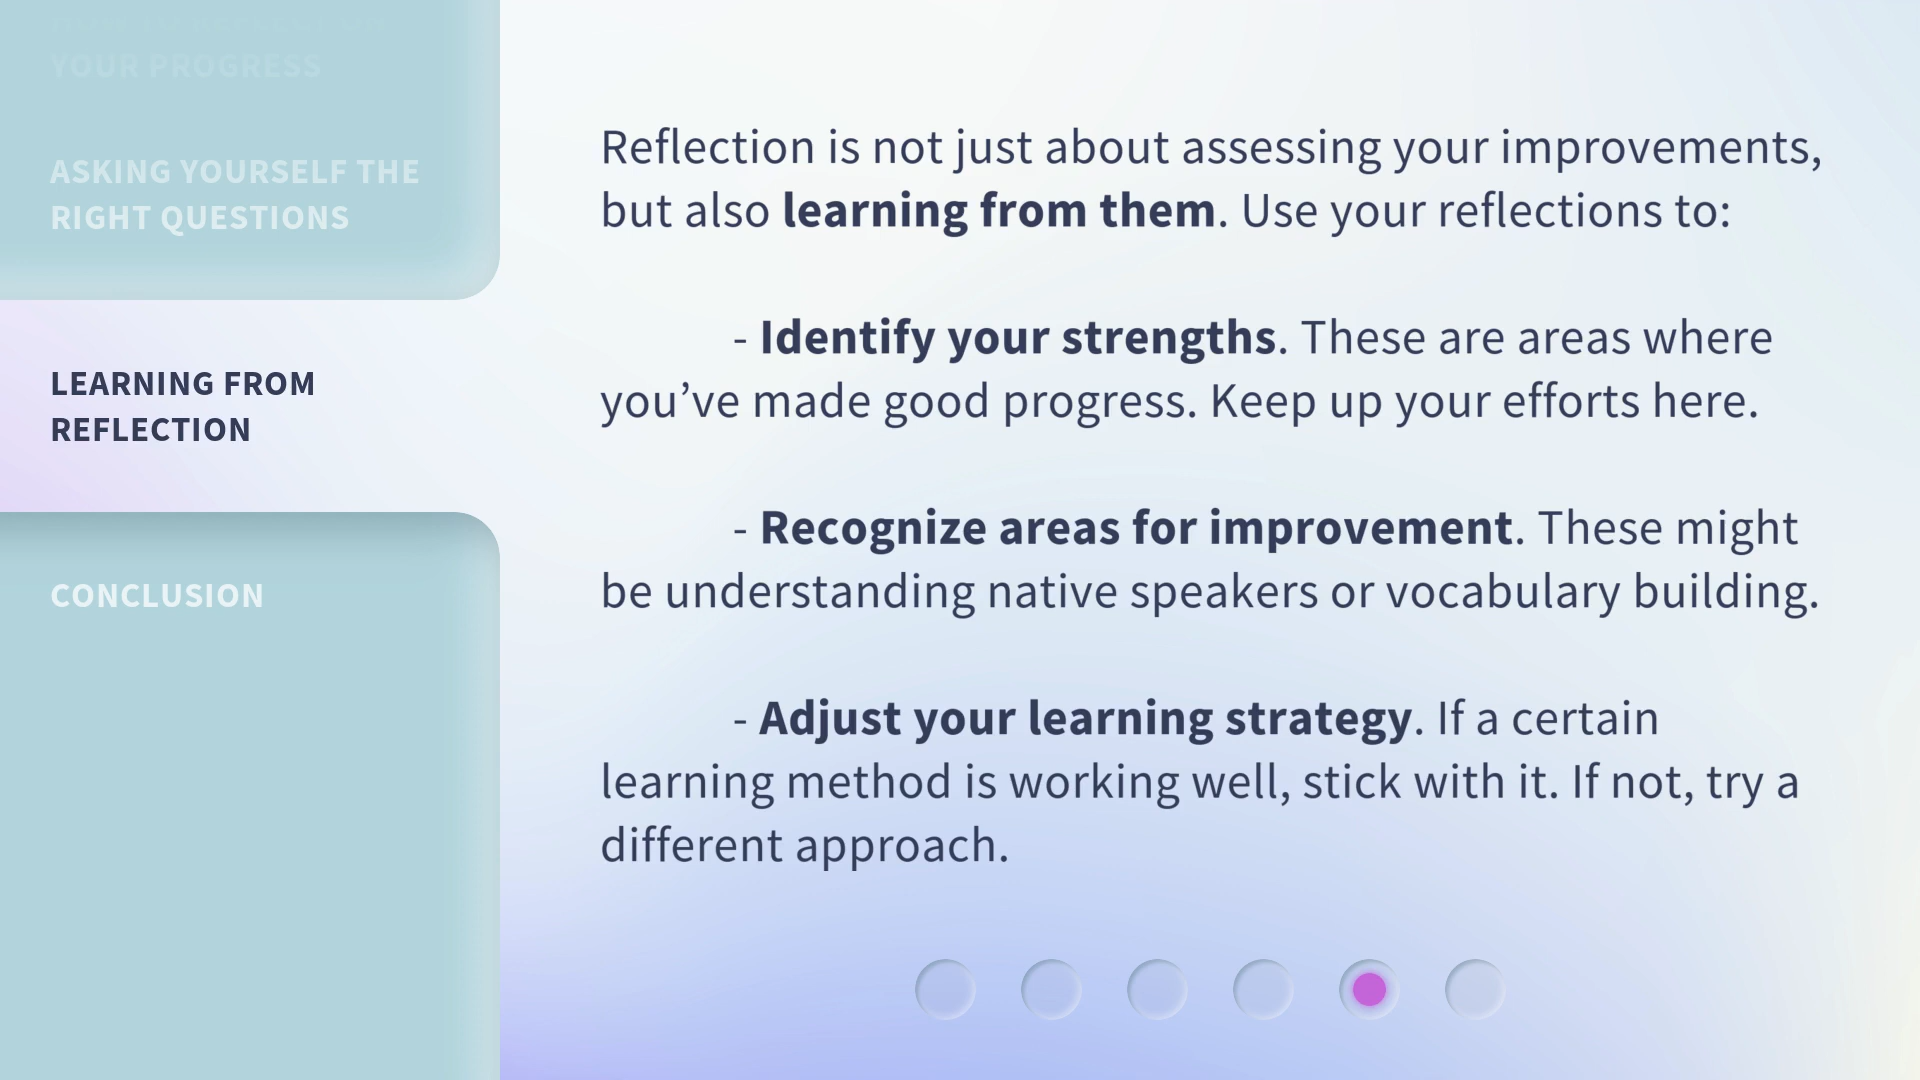 YOUR PROGRESS
ASKING YOURSELF THE
RIGHT QUESTIONS
LEARNING FROM
REFLECTION
CONCLUSION
Reflection is not just about assessing your improvements,
but also learning from them. Use your reflections to:
- Identify your strengths. These are areas where
you’ve made good progress. Keep up your efforts here.
- Recognize areas for improvement. These might
be understanding native speakers or vocabulary building.
- Adjust your learning strategy. If a certain
learning method is working well, stick with it. If not, try a
different approach.